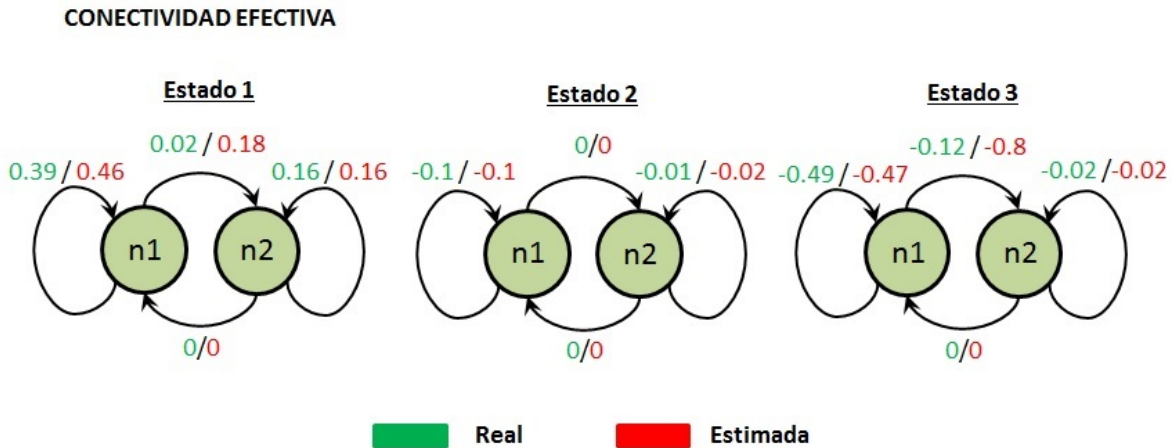 CONECTIVIDAD EFECTIVA
Estado 1
0.02 / 0.18
0.39 / 0.46
0.16 / 0.16
n1
n2
0/0
Estado 2
0/0
-0.1 / -0.1
-0.01 / -0.02
n1
n2
0/0
Estado 3
-0.12 / -0.8
-0.49 / -0.47
-0.02 /-0.02
n1
n2
0/0
Real
Estimada